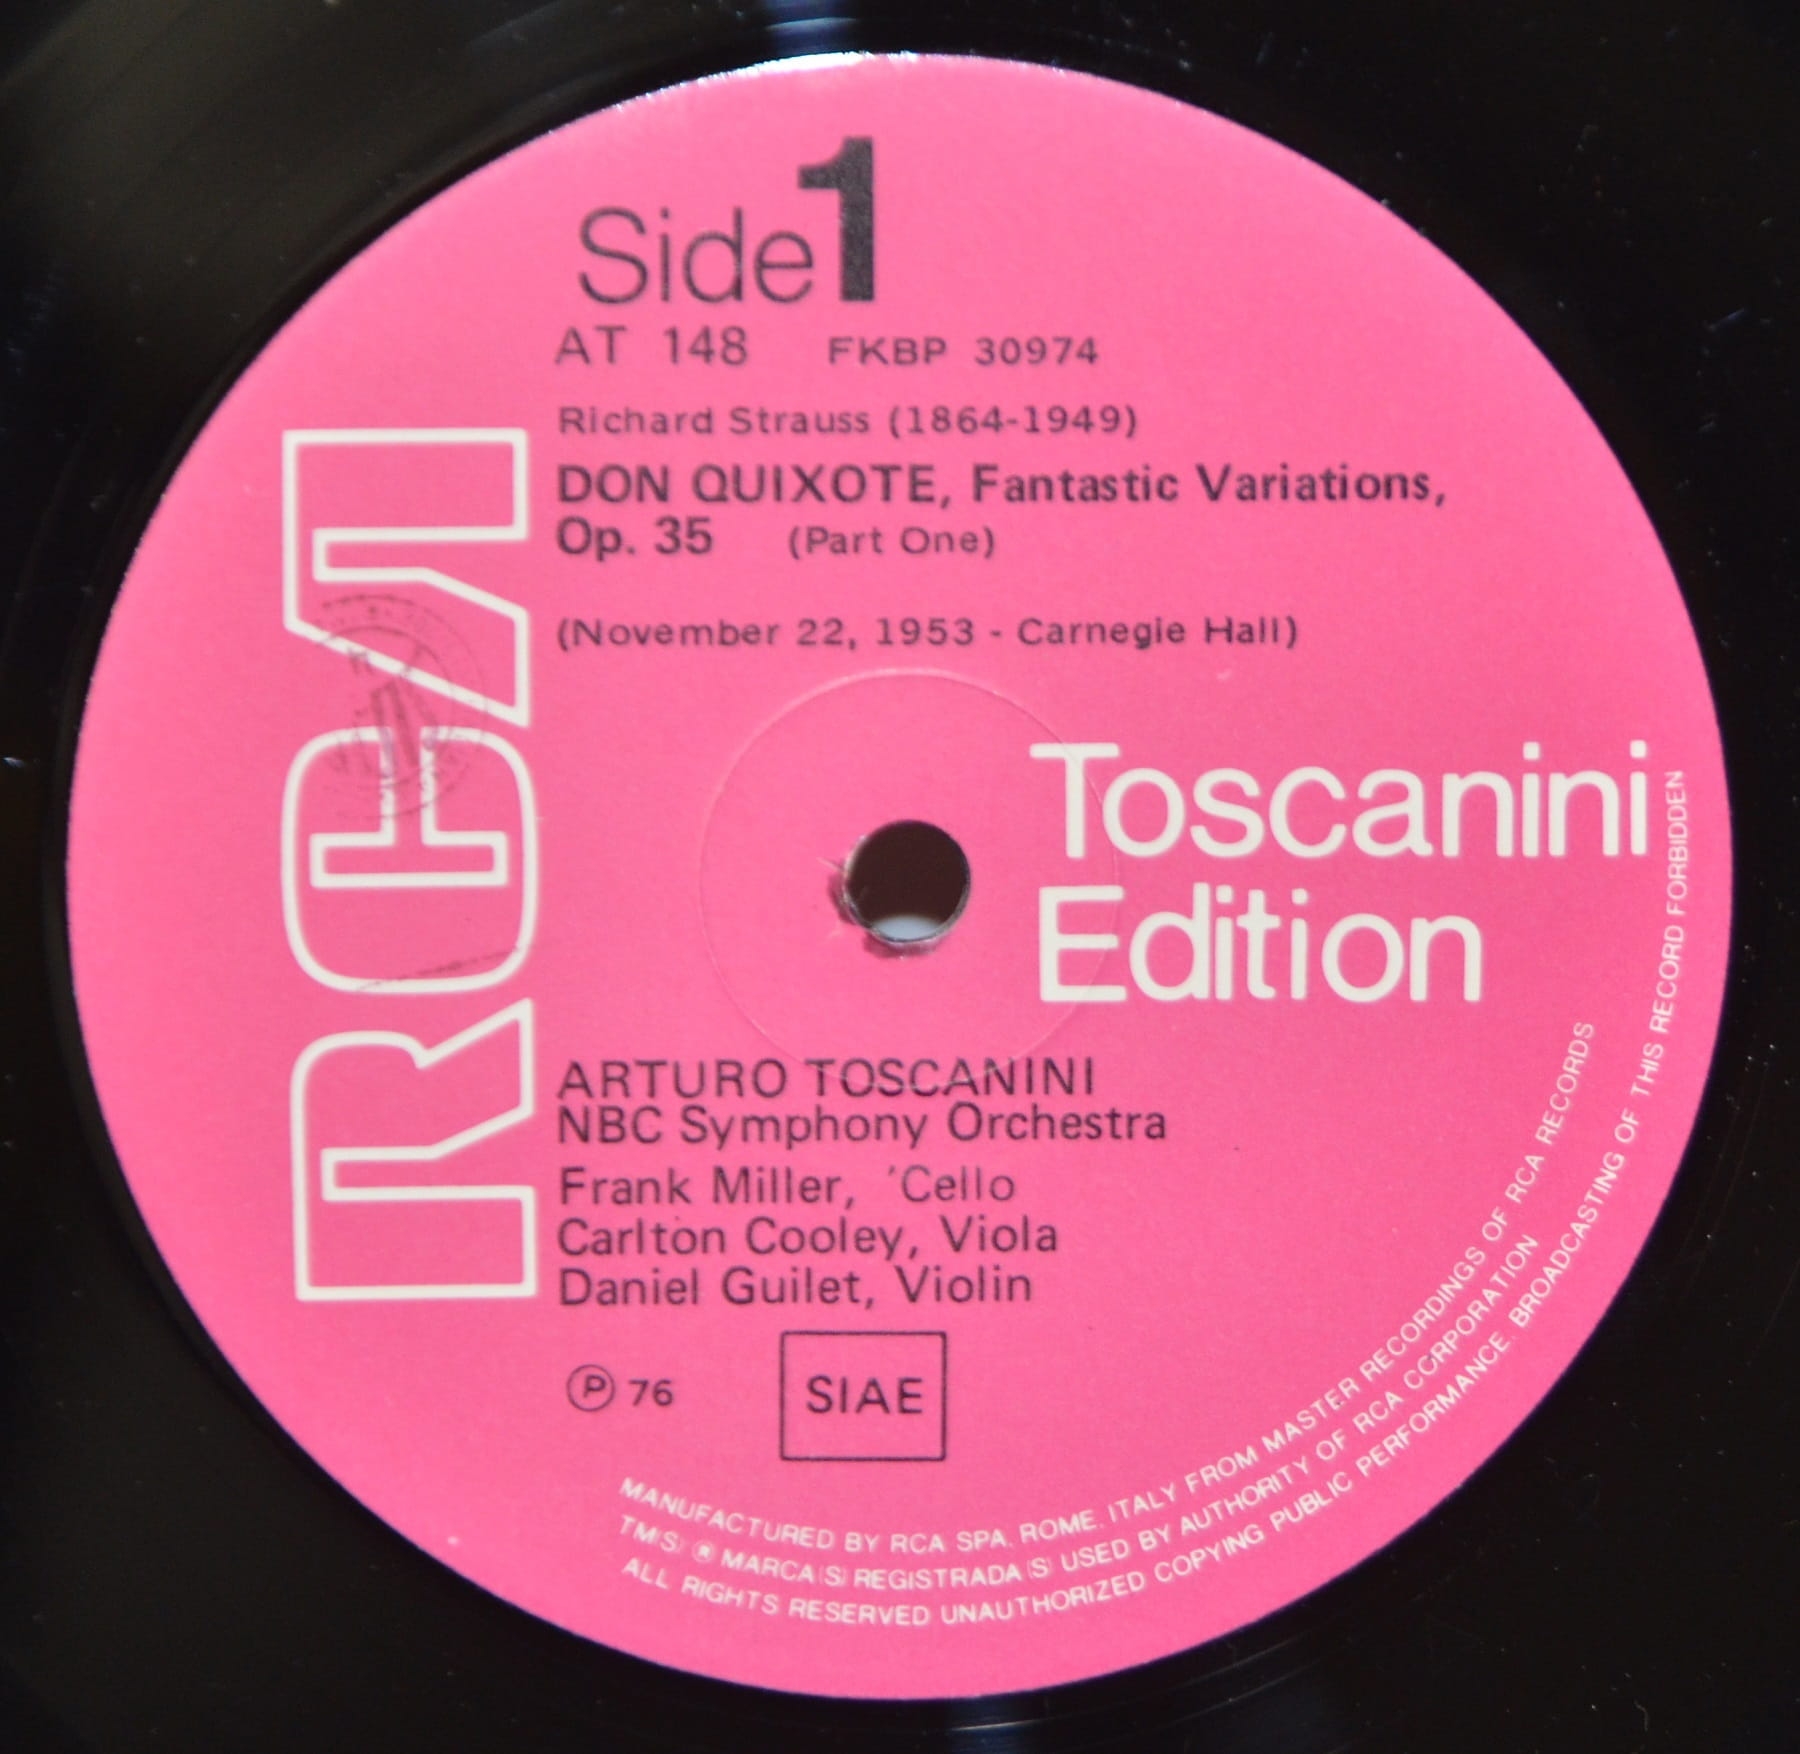 Side 1
AT 148 FKBP 30974
Richard Strauss (1864-1949)
DON QUIXOTE, Fantastic Variations,
Op. 35 (Part One)
(November 22, 1953 - Carnegie Hall)
RCA
Toscanini
Edition
ARTURO TOSCANINI
NBC Symphony Orchestra
Frank Miller, 'Cello
Carlton Cooley, Viola
Daniel Guilet, Violin
Ⓟ 76
SIAE
MANUFACTURED BY RCA SPA. ROME. ITALY FROM MASTER RECORDINGS OF RCA RECORDS
TM(S) ® MARCA(S) REGISTRADA(S) USED BY AUTHORITY OF RCA CORPORATION
ALL RIGHTS RESERVED UNAUTHORIZED COPYING PUBLIC PERFORMANCE. BROADCASTING OF THIS RECORD FORBIDDEN